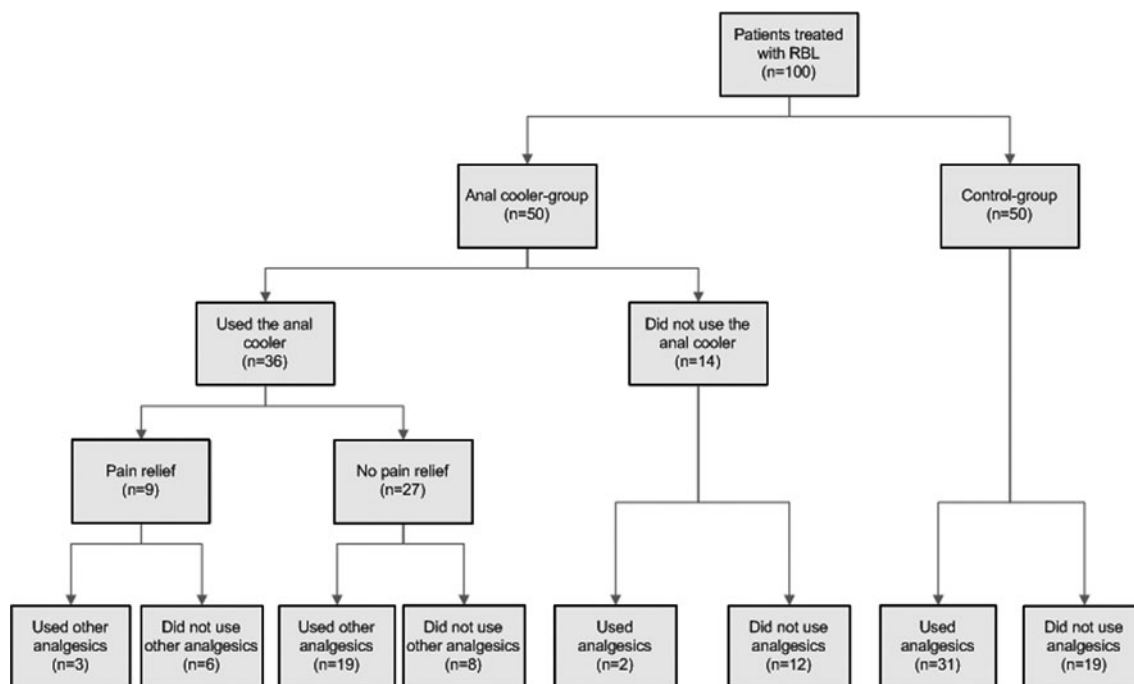 Patients treated
with RBL
(n=100)
Anal cooler-group
(n=50)
Control-group
(n=50)
Used the anal
cooler
(n=36)
Did not use the
anal cooler
(n=14)
Pain relief
(n=9)
No pain relief
(n=27)
Used other
analgesics
(n=3)
Did not use
other analgesics
(n=6)
Used other
analgesics
(n=19)
Did not use
other analgesics
(n=8)
Used
analgesics
(n=2)
Did not use
analgesics
(n=12)
Used
analgesics
(n=31)
Did not use
analgesics
(n=19)